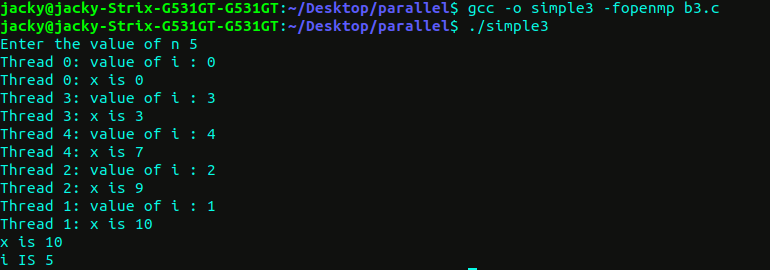 jacky@jacky-Strix-G531GT-G531GT:~/Desktop/parallel$ gcc -o simple3 -fopenmp b3.c
jacky@jacky-Strix-G531GT-G531GT:~/Desktop/parallel$ ./simple3
Enter the value of n 5
Thread 0: value of i : 0
Thread 0: x is 0
Thread 3: value of i : 3
Thread 3: x is 3
Thread 4: value of i : 4
Thread 4: x is 7
Thread 2: value of i : 2
Thread 2: x is 9
Thread 1: value of i : 1
Thread 1: x is 10
x is 10
i IS 5